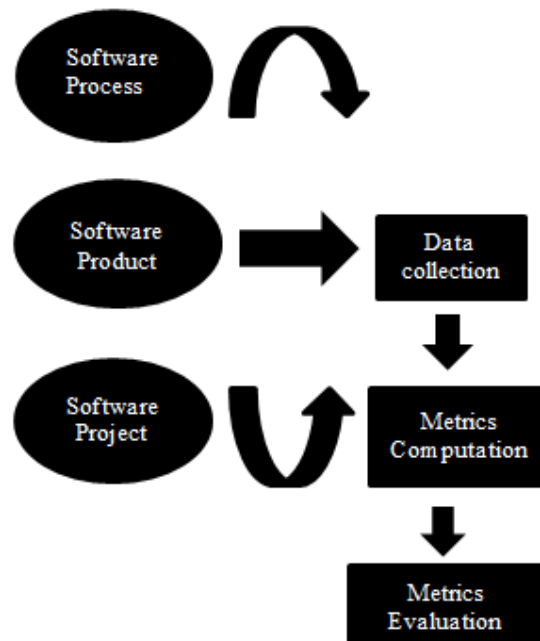 Software
Process
Software
Product
Data
collection
Software
Project
Metrics
Computation
Metrics
Evaluation